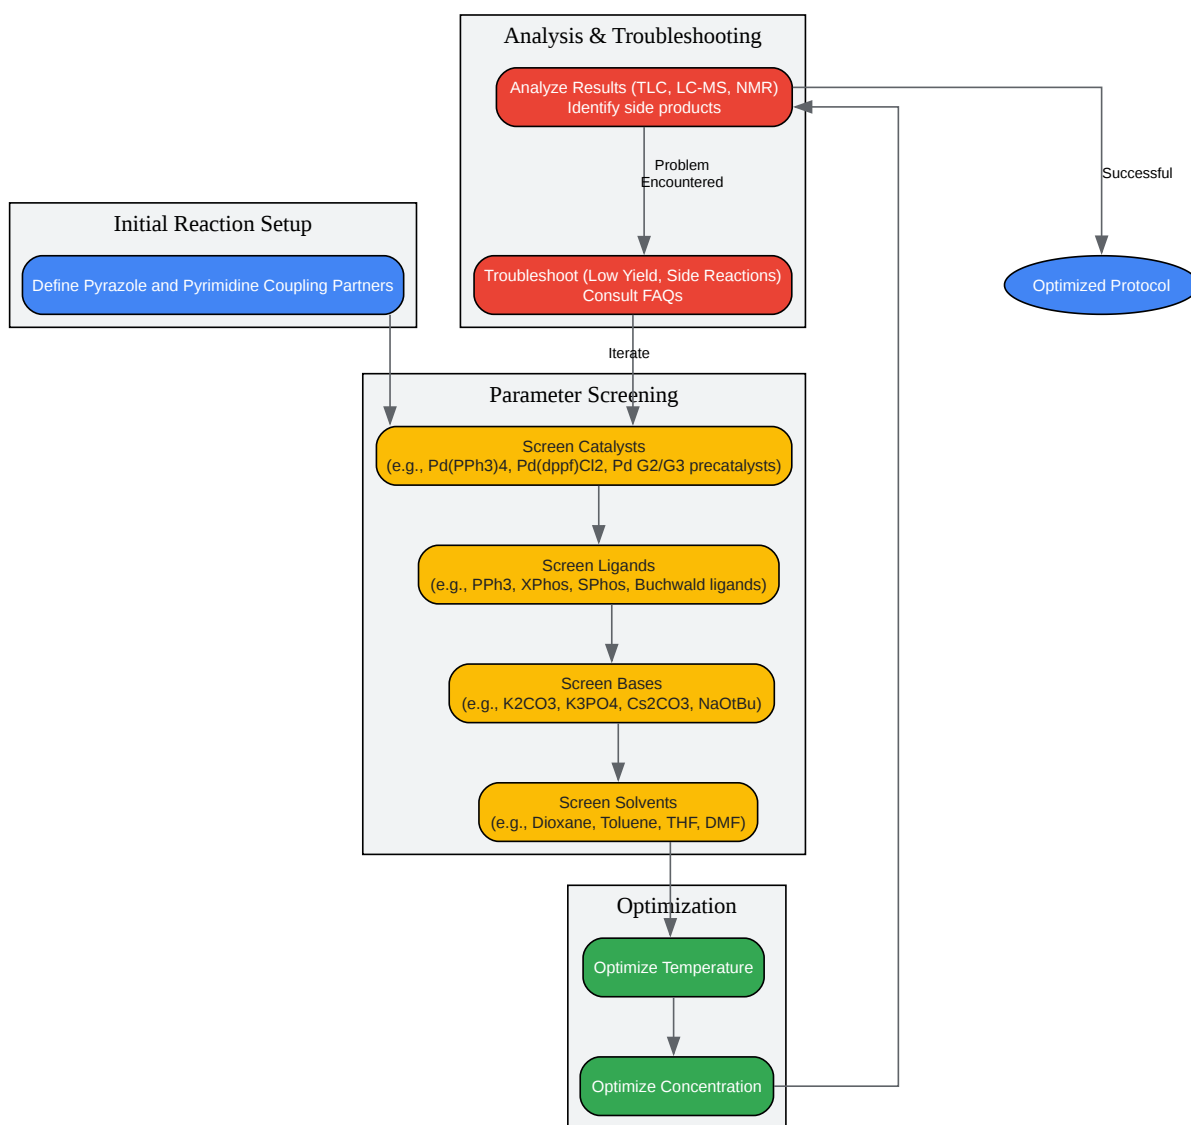 Analysis & Troubleshooting
Analyze Results (TLC, LC-MS, NMR)
Identify side products
Problem
Encountered
Successful
Initial Reaction Setup
Define Pyrazole and Pyrimidine Coupling Partners
Troubleshoot (Low Yield, Side Reactions)
Consult FAQs
Optimized Protocol
Iterate
Parameter Screening
Screen Catalysts
(e.g., Pd(PPh3)4, Pd(dppf)Cl2, Pd G2/G3 precatalysts)
Screen Ligands
(e.g., PPh3, XPhos, SPhos, Buchwald ligands)
Screen Bases
(e.g., K2CO3, K3PO4, Cs2CO3, NaOtBu)
Screen Solvents
(e.g., Dioxane, Toluene, THF, DMF)
Optimization
Optimize Temperature
Optimize Concentration